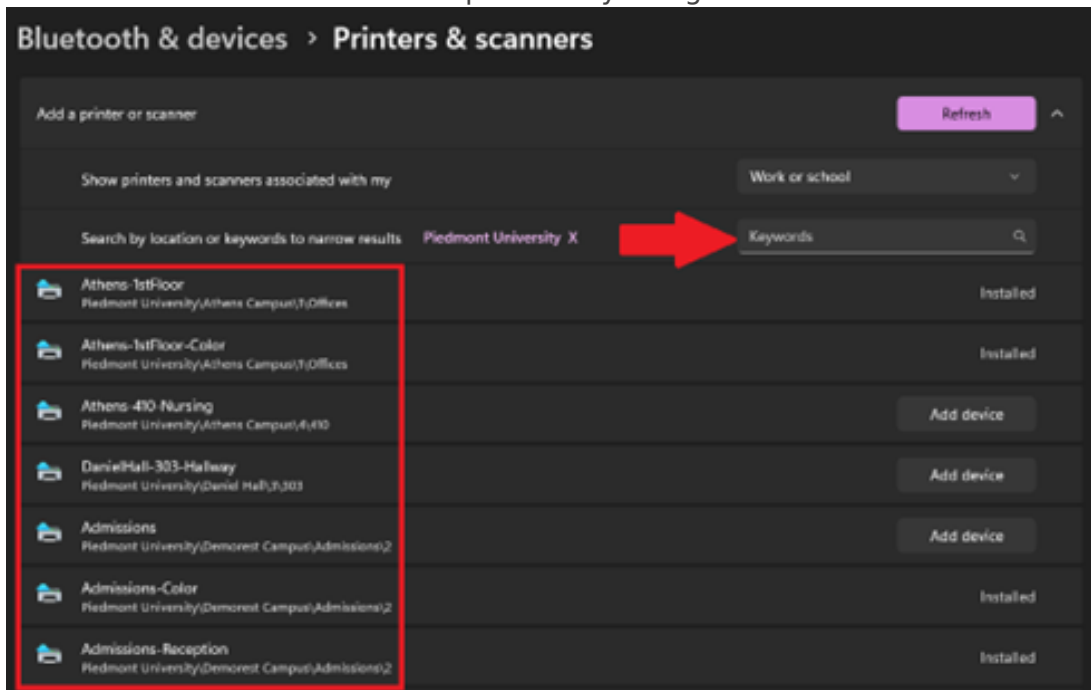 Bluetooth & devices > Printers & scanners
Add a printer or scanner
Refresh
Show printers and scanners associated with my
Work or school
Search by location or keywords to narrow results
Piedmont University X
Keywords
Athens-1stFloor
Installed
Piedmont University\Athens Campus\1\Offices
Athens-1stFloor-Color
Installed
Piedmont University\Athens Campus\1\Offices
Athens-410-Nursing
Add device
Piedmont University\Athens Campus\4\410
DanielHall-303-Hallway
Add device
Piedmont University\Daniel Hall\3\303
Admissions
Add device
Piedmont University\Demorest Campus\Admissions\2
Admissions-Color
Installed
Piedmont University\Demorest Campus\Admissions\2
Admissions-Reception
Installed
Piedmont University\Demorest Campus\Admissions\2